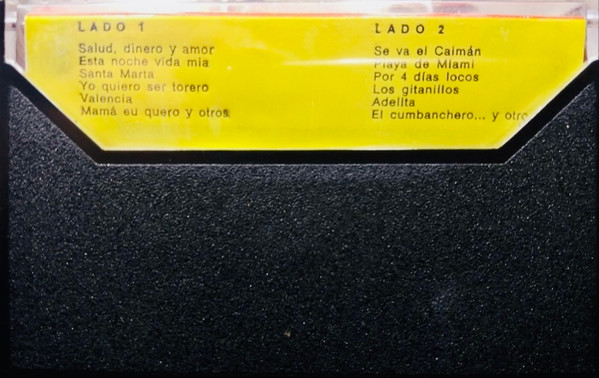 LADO 1
Salud, dinero y amor
Esta noche vida mia
Santa Marta
Yo quiero ser torero
Valencia
Mamá eu quero y otros
LADO 2
Se va el Caimán
Playa de Miami
Por 4 días locos
Los gitanillos
Adelita
El cumbanchero... y otro